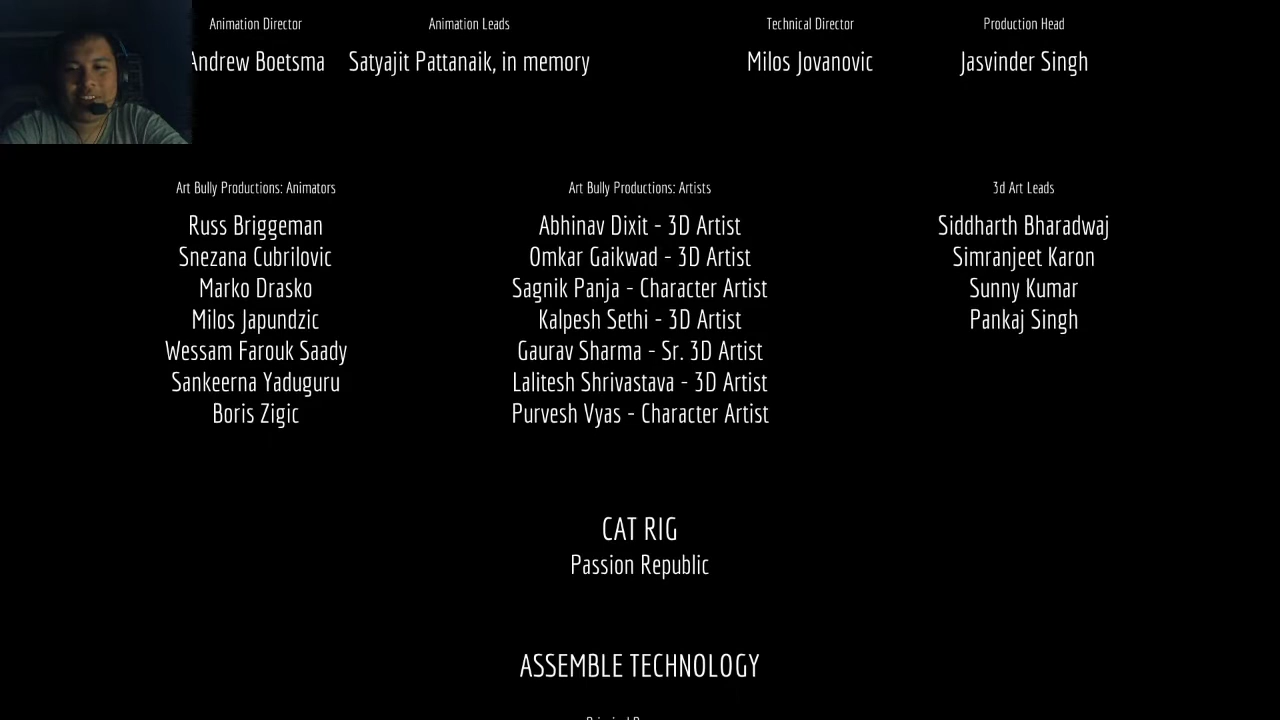 Animation Director
Andrew Boetsma
Animation Leads
Satyajit Pattanaik, in memory
Technical Director
Milos Jovanovic
Production Head
Jasvinder Singh
Art Bully Productions: Animators
Russ Briggeman
Snezana Cubrilovic
Marko Drasko
Milos Japundzic
Wessam Farouk Saady
Sankeerna Yaduguru
Boris Zigic
Art Bully Productions: Artists
Abhinav Dixit - 3D Artist
Omkar Gaikwad - 3D Artist
Sagnik Panja - Character Artist
Kalpesh Sethi - 3D Artist
Gaurav Sharma - Sr. 3D Artist
Lalitesh Shrivastava - 3D Artist
Purvesh Vyas - Character Artist
3d Art Leads
Siddharth Bharadwaj
Simranjeet Karon
Sunny Kumar
Pankaj Singh
CAT RIG
Passion Republic
ASSEMBLE TECHNOLOGY